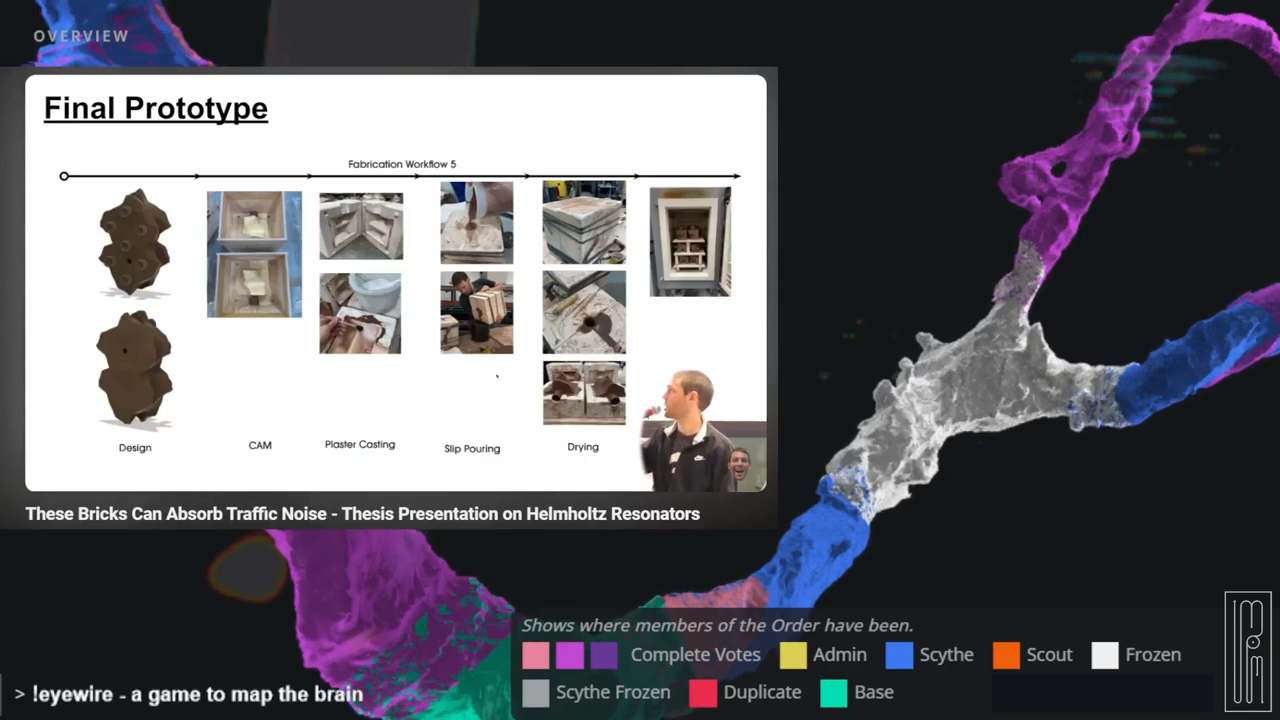 OVERVIEW
Final Prototype
Fabrication Workflow 5
Design
CAM
Plaster Casting
Slip Pouring
Drying
These Bricks Can Absorb Traffic Noise - Thesis Presentation on Helmholtz Resonators
Shows where members of the Order have been.
Complete Votes Admin Scythe Scout Frozen
Scythe Frozen Duplicate Base
> !eyewire - a game to map the brain